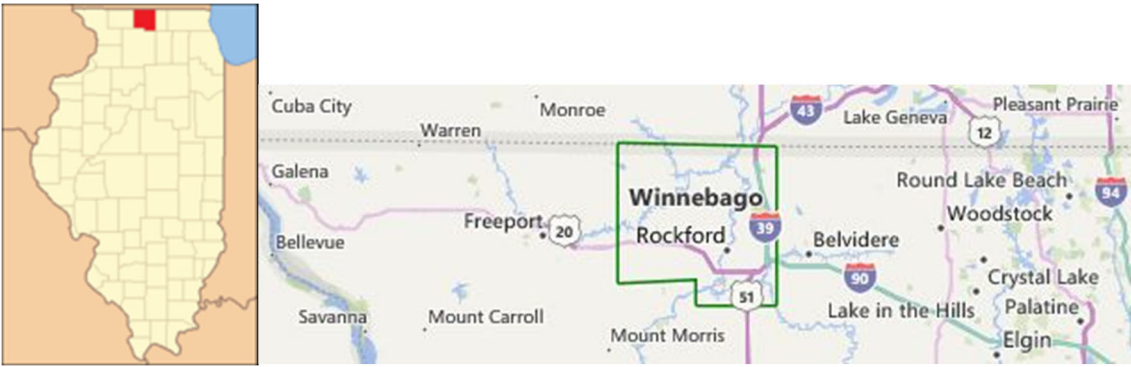 Cuba City
Monroe
43
Lake Geneva
Pleasant Prairie
12
Warren
Galena
Winnebago
Round Lake Beach
94
Freeport
20
Rockford
39
Woodstock
Bellevue
Belvidere
90
Crystal Lake
51
Savanna
Mount Carroll
Lake in the Hills
Palatine
Mount Morris
Elgin